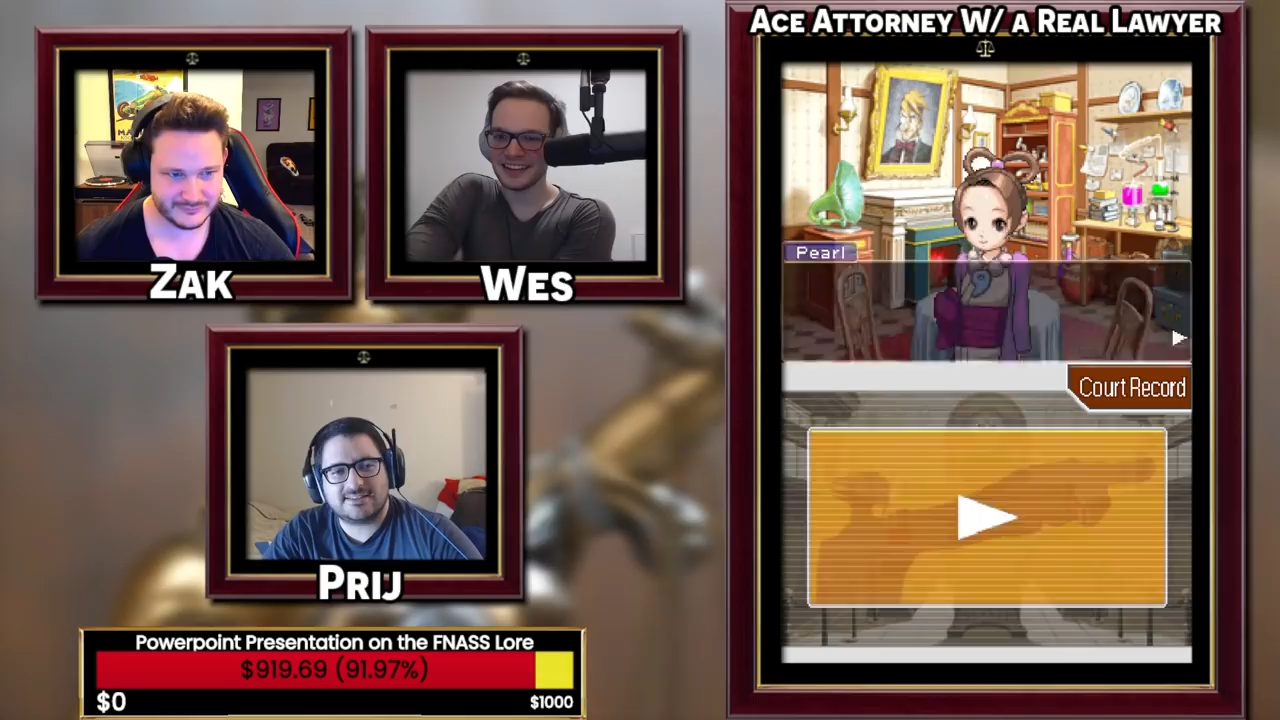 Ace Attorney W/ a Real Lawyer
Zak
Wes
Pearl
Court Record
Prij
Powerpoint Presentation on the FNASS Lore
$919.69 (91.97%)
$0
$1000